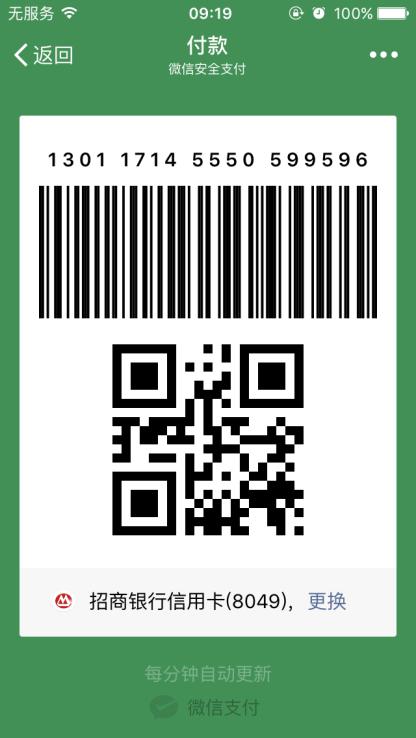 无服务 09:19 100%
返回 付款
微信安全支付
1301 1714 5550 599596
招商银行信用卡(8049)，更换
每分钟自动更新
微信支付